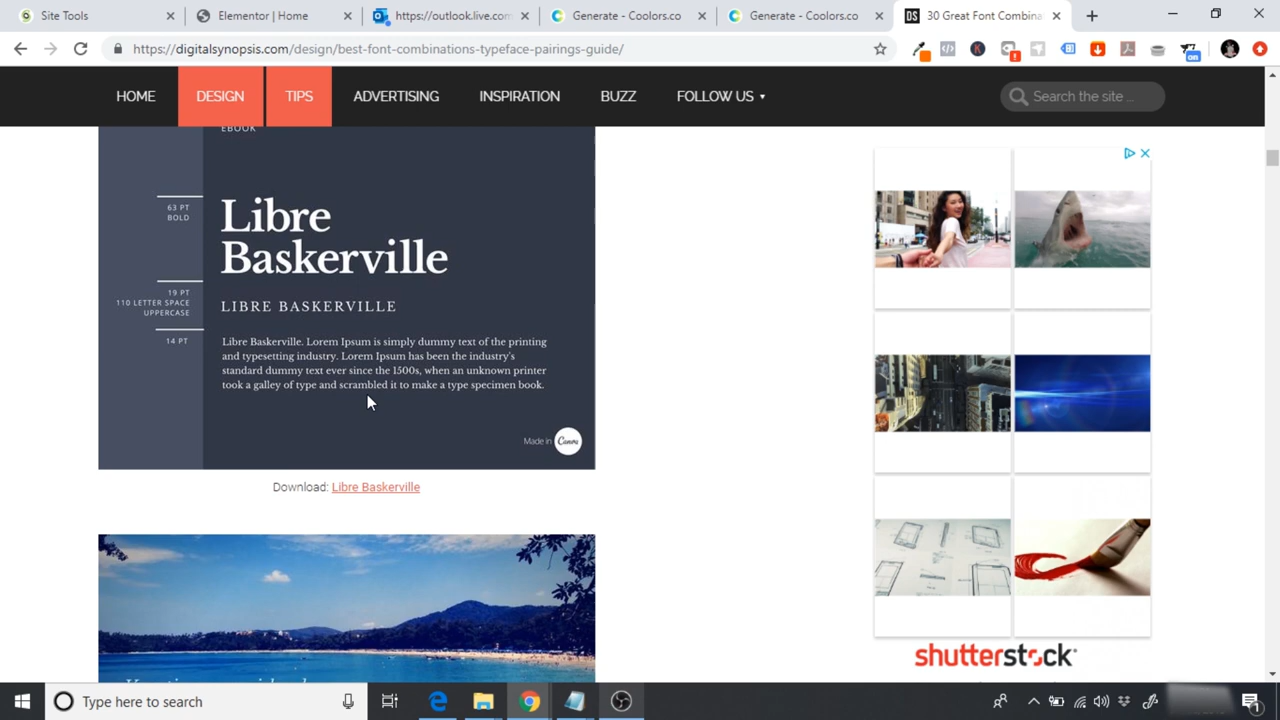 Site Tools
Elementor | Home
https://outlook.live.com
Generate - Coolors.co
Generate - Coolors.co
DS
30 Great Font Combina
https://digitalsynopsis.com/design/best-font-combinations-typeface-pairings-guide/
on
HOME
DESIGN
TIPS
ADVERTISING
INSPIRATION
BUZZ
FOLLOW US
Search the site ...
EBOOK
63 PT
BOLD
Libre
Baskerville
19 PT
110 LETTER SPACE
UPPERCASE
LIBRE BASKERVILLE
14 PT
Libre Baskerville. Lorem Ipsum is simply dummy text of the printing
and typesetting industry. Lorem Ipsum has been the industry's
standard dummy text ever since the 1500s, when an unknown printer
took a galley of type and scrambled it to make a type specimen book.
Made in Canva
Download: Libre Baskerville
shutterstock
Type here to search